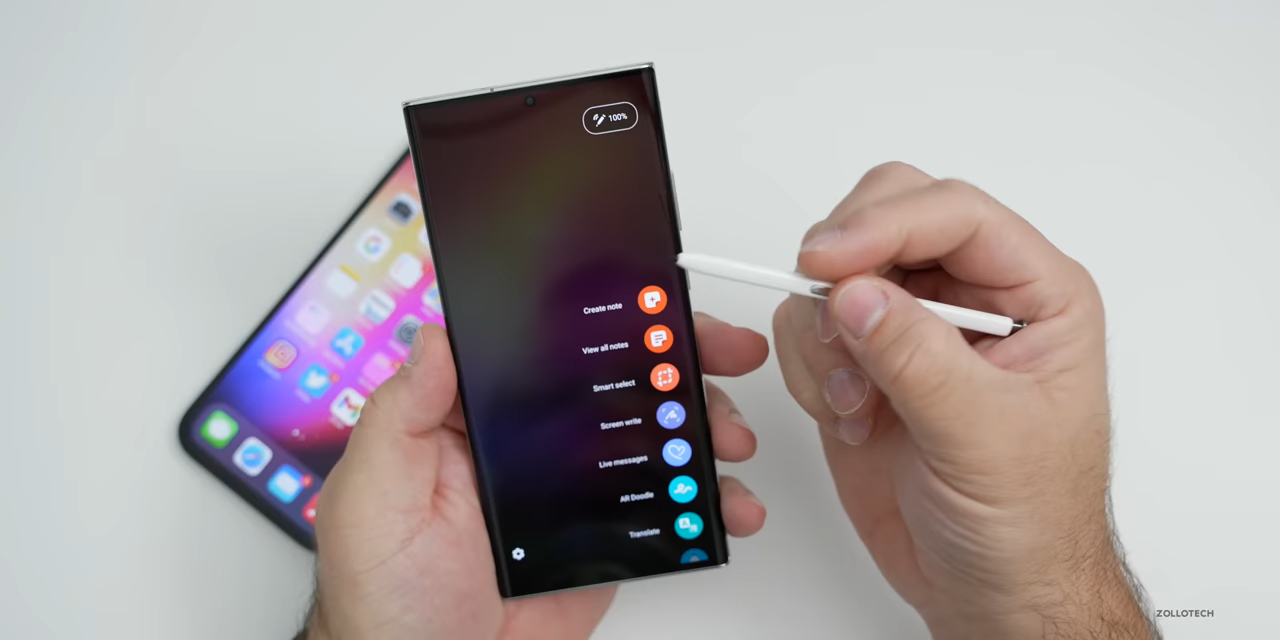 100%
Create note
View all notes
Smart select
Screen write
Live messages
AR Doodle
Translate
ZOLLOTECH